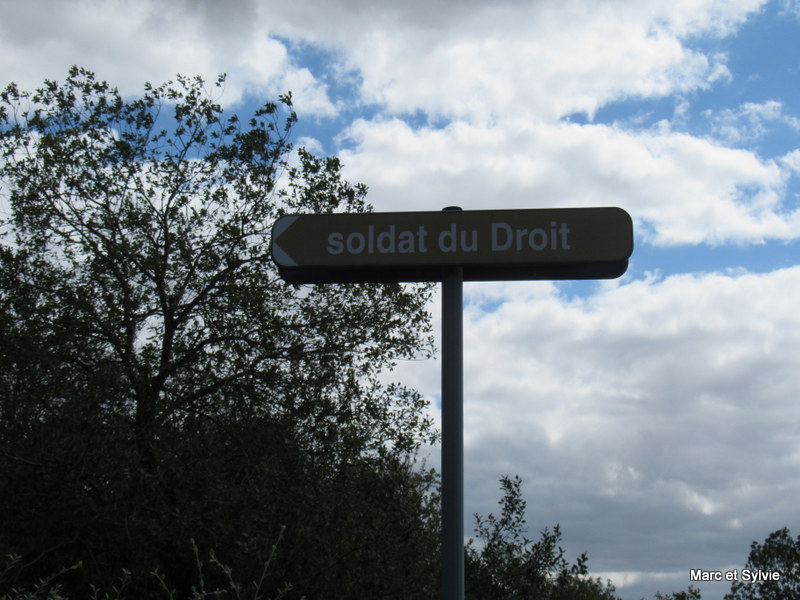 soldat du Droit
Marc et Sylvie